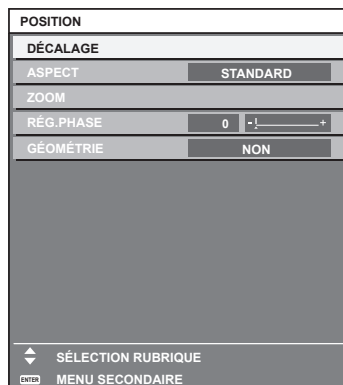 POSITION
DÉCALAGE
ASPECT STANDARD
ZOOM
RÉG.PHASE 0 - +
GÉOMÉTRIE NON
SÉLECTION RUBRIQUE
ENTER MENU SECONDAIRE